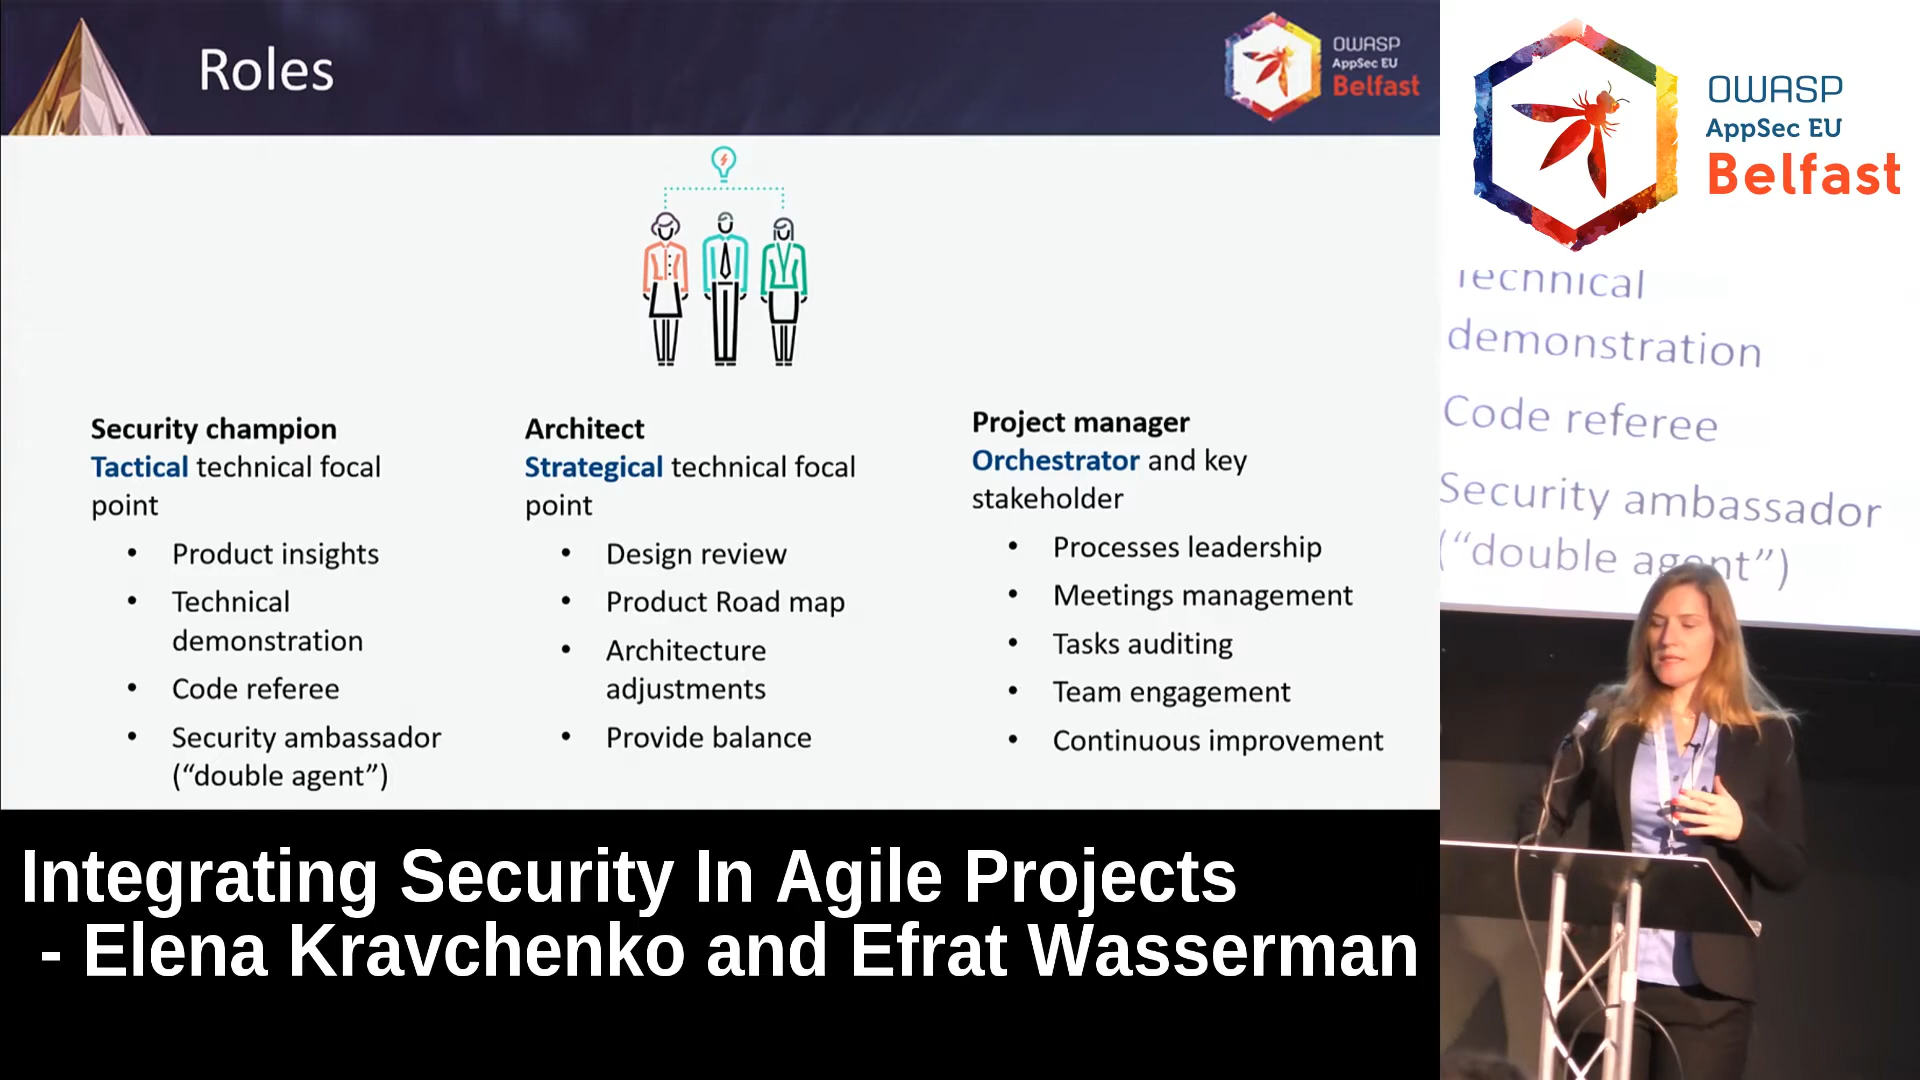 Roles
OWASP
AppSec EU
Belfast
Security champion
Tactical technical focal
point
• Product insights
• Technical
demonstration
• Code referee
• Security ambassador
(“double agent”)
Architect
Strategical technical focal
point
• Design review
• Product Road map
• Architecture
adjustments
• Provide balance
Project manager
Orchestrator and key
stakeholder
• Processes leadership
• Meetings management
• Tasks auditing
• Team engagement
• Continuous improvement
OWASP
AppSec EU
Belfast
Technical
demonstration
Code referee
Security ambassador
(“double agent”)
Integrating Security In Agile Projects
- Elena Kravchenko and Efrat Wasserman